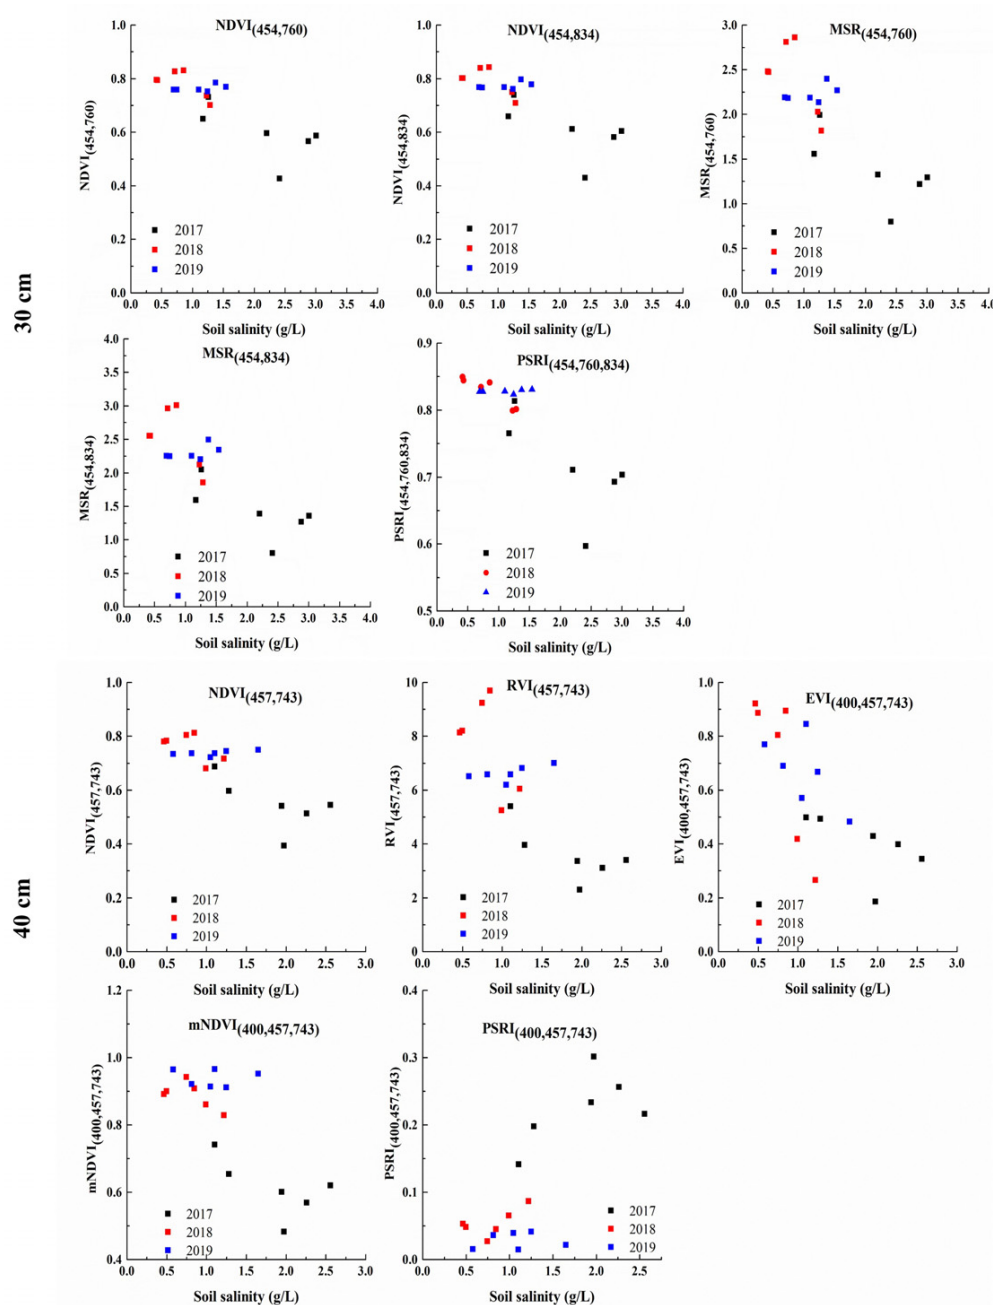 30 cm
NDVI(454,760)
NDVI(454,760)
1.0
0.8
0.6
0.4
0.2
0.0
2017
2018
2019
0.0 0.5 1.0 1.5 2.0 2.5 3.0 3.5 4.0
Soil salinity (g/L)
NDVI(454,834)
NDVI(454,834)
1.0
0.8
0.6
0.4
0.2
0.0
2017
2018
2019
0.0 0.5 1.0 1.5 2.0 2.5 3.0 3.5 4.0
Soil salinity (g/L)
MSR(454,760)
MSR(454,760)
3.0
2.5
2.0
1.5
1.0
0.5
0.0
2017
2018
2019
0.0 0.5 1.0 1.5 2.0 2.5 3.0 3.5 4.0
Soil salinity (g/L)
MSR(454,834)
MSR(454,834)
4.0
3.5
3.0
2.5
2.0
1.5
1.0
0.5
0.0
2017
2018
2019
0.0 0.5 1.0 1.5 2.0 2.5 3.0 3.5 4.0
Soil salinity (g/L)
PSRI(454,760,834)
PSRI(454,760,834)
0.9
0.8
0.7
0.6
0.5
2017
2018
2019
0.0 0.5 1.0 1.5 2.0 2.5 3.0 3.5 4.0
Soil salinity (g/L)
40 cm
NDVI(457,743)
NDVI(457,743)
1.0
0.8
0.6
0.4
0.2
0.0
2017
2018
2019
0.0 0.5 1.0 1.5 2.0 2.5 3.0
Soil salinity (g/L)
RVI(457,743)
RVI(457,743)
10
8
6
4
2
0
2017
2018
2019
0.0 0.5 1.0 1.5 2.0 2.5 3.0
Soil salinity (g/L)
EVI(400,457,743)
EVI(400,457,743)
1.0
0.8
0.6
0.4
0.2
0.0
2017
2018
2019
0.0 0.5 1.0 1.5 2.0 2.5 3.0
Soil salinity (g/L)
mNDVI(400,457,743)
mNDVI(400,457,743)
1.2
1.0
0.8
0.6
0.4
2017
2018
2019
0.0 0.5 1.0 1.5 2.0 2.5 3.0
Soil salinity (g/L)
PSRI(400,457,743)
PSRI(400,457,743)
0.4
0.3
0.2
0.1
0.0
2017
2018
2019
0.0 0.5 1.0 1.5 2.0 2.5
Soil salinity (g/L)